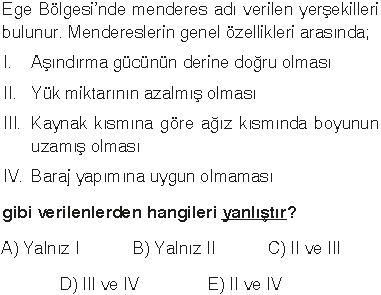 Ege Bölgesi'nde menderes adı verilen yerşekilleri
bulunur. Mendereslerin genel özellikleri arasında;
I. Aşındırma gücünün derine doğru olması
II. Yük miktarının azalmış olması
III. Kaynak kısmına göre ağız kısmında boyunun
uzamış olması
IV. Baraj yapımına uygun olmaması
gibi verilenlerden hangileri yanlıştır?
A) Yalnız I B) Yalnız II C) II ve III
D) III ve IV E) II ve IV